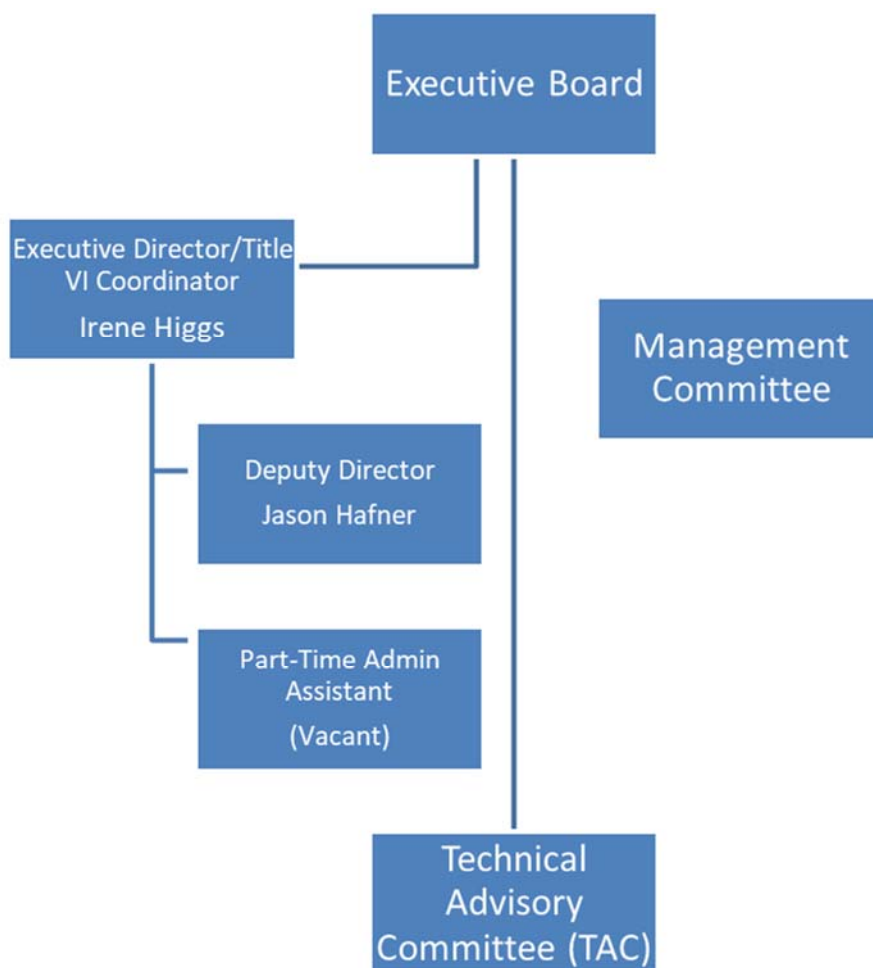 Executive Board
Executive Director/Title
VI Coordinator
Irene Higgs
Management
Committee
Deputy Director
Jason Hafner
Part-Time Admin
Assistant
(Vacant)
Technical
Advisory
Committee (TAC)